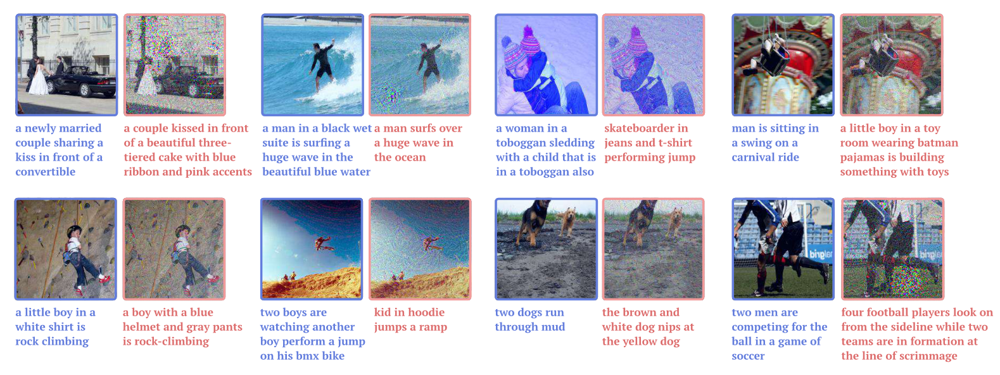 a newly married
couple sharing a
kiss in front of a
convertible
a couple kissed in front
of a beautiful three-
tiered cake with blue
ribbon and pink accents
a man in a black wet
suite is surfing a
huge wave in the
beautiful blue water
a man surfs over
a huge wave in
the ocean
a woman in a
toboggan sledding
with a child that is
in a toboggan also
skateboarder in
jeans and t-shirt
performing jump
man is sitting in
a swing on a
carnival ride
a little boy in a toy
room wearing batman
pajamas is building
something with toys
a little boy in a
white shirt is
rock climbing
a boy with a blue
helmet and gray pants
is rock-climbing
two boys are
watching another
boy perform a jump
on his bmx bike
kid in hoodie
jumps a ramp
two dogs run
through mud
the brown and
white dog nips at
the yellow dog
two men are
competing for the
ball in a game of
soccer
four football players look on
from the sideline while two
teams are in formation at
the line of scrimmage